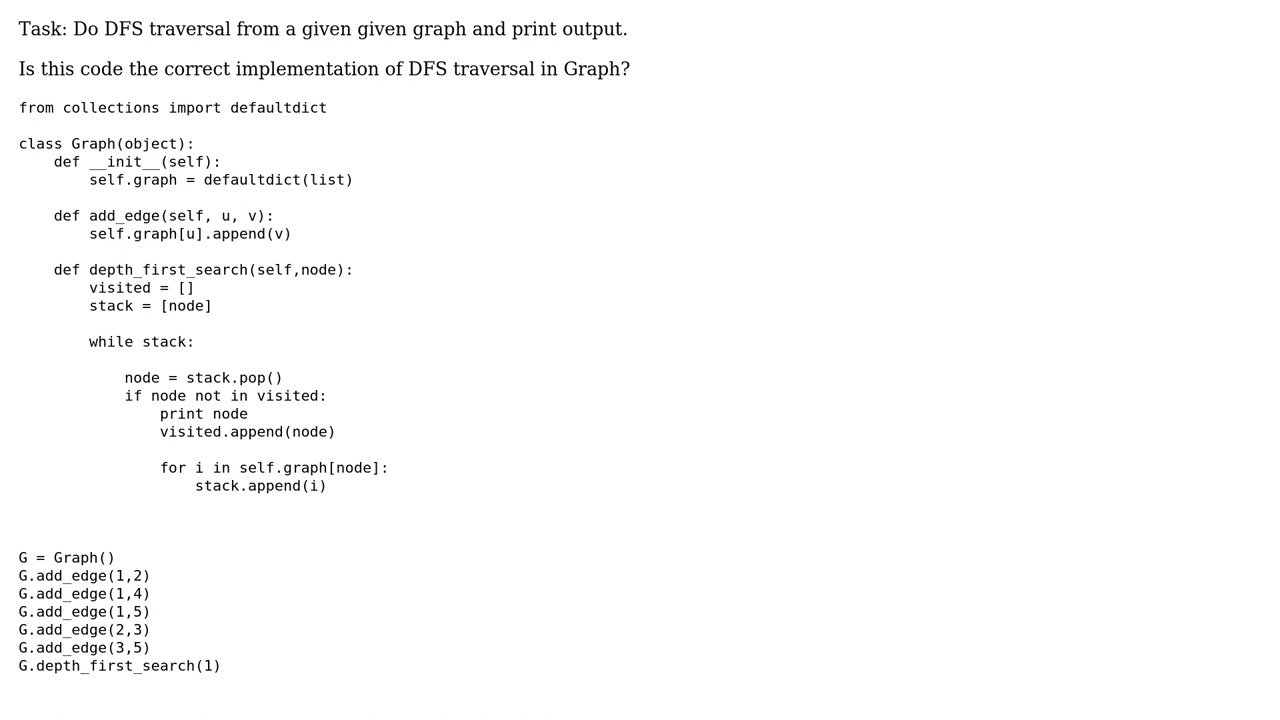 Task: Do DFS traversal from a given given graph and print output.
Is this code the correct implementation of DFS traversal in Graph?
from collections import defaultdict
class Graph(object):
    def __init__(self):
        self.graph = defaultdict(list)
    def add_edge(self, u, v):
        self.graph[u].append(v)
    def depth_first_search(self,node):
        visited = []
        stack = [node]
        while stack:
            node = stack.pop()
            if node not in visited:
                print node
                visited.append(node)
                for i in self.graph[node]:
                    stack.append(i)
G = Graph()
G.add_edge(1,2)
G.add_edge(1,4)
G.add_edge(1,5)
G.add_edge(2,3)
G.add_edge(3,5)
G.depth_first_search(1)